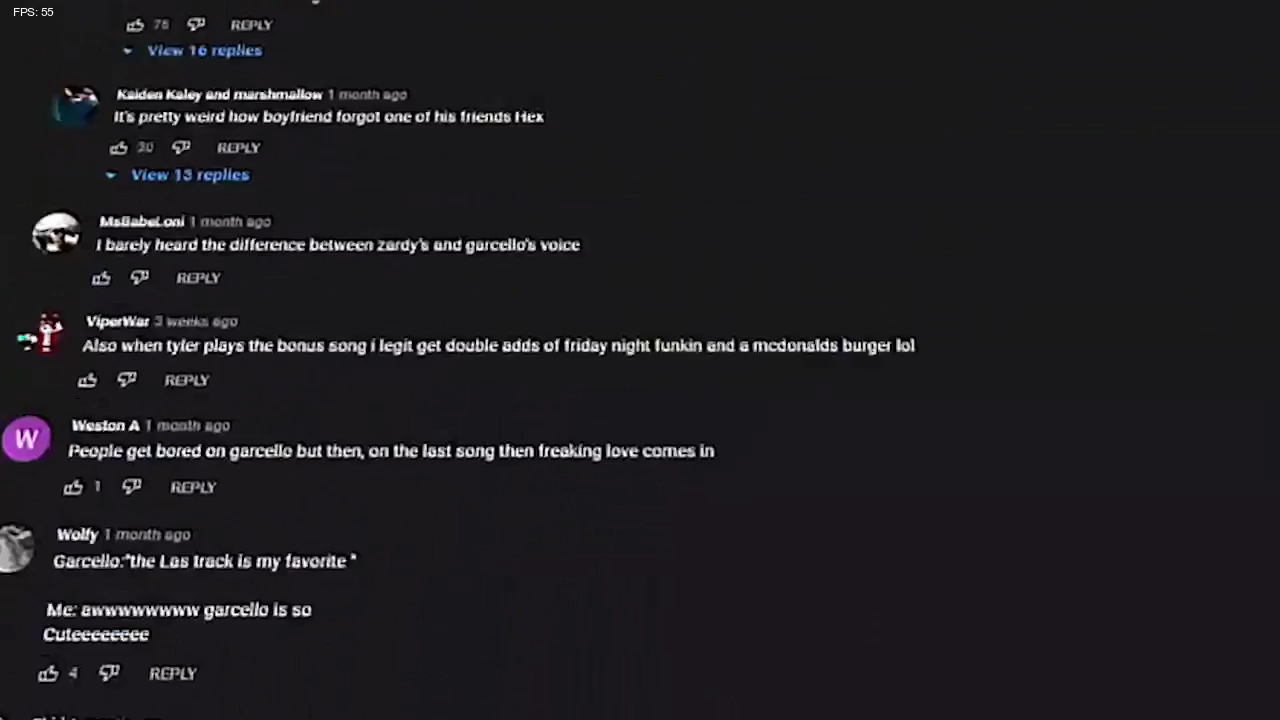 FPS: 55
76 REPLY
View 16 replies
Kaiden Kaley and marshmallow 1 month ago
It's pretty weird how boyfriend forgot one of his friends Hex
30 REPLY
View 13 replies
MsBabeLoni 1 month ago
I barely heard the difference between zardy's and garcello's voice
REPLY
ViperWar 3 weeks ago
Also when tyler plays the bonus song i legit get double adds of friday night funkin and a mcdonalds burger lol
REPLY
W
Weston A 1 month ago
People get bored on garcello but then, on the last song then freaking love comes in
1 REPLY
Wolfy 1 month ago
Garcello:"the Las track is my favorite "
Me: awwwwwwww garcello is so
Cuteeeeeeee
4 REPLY